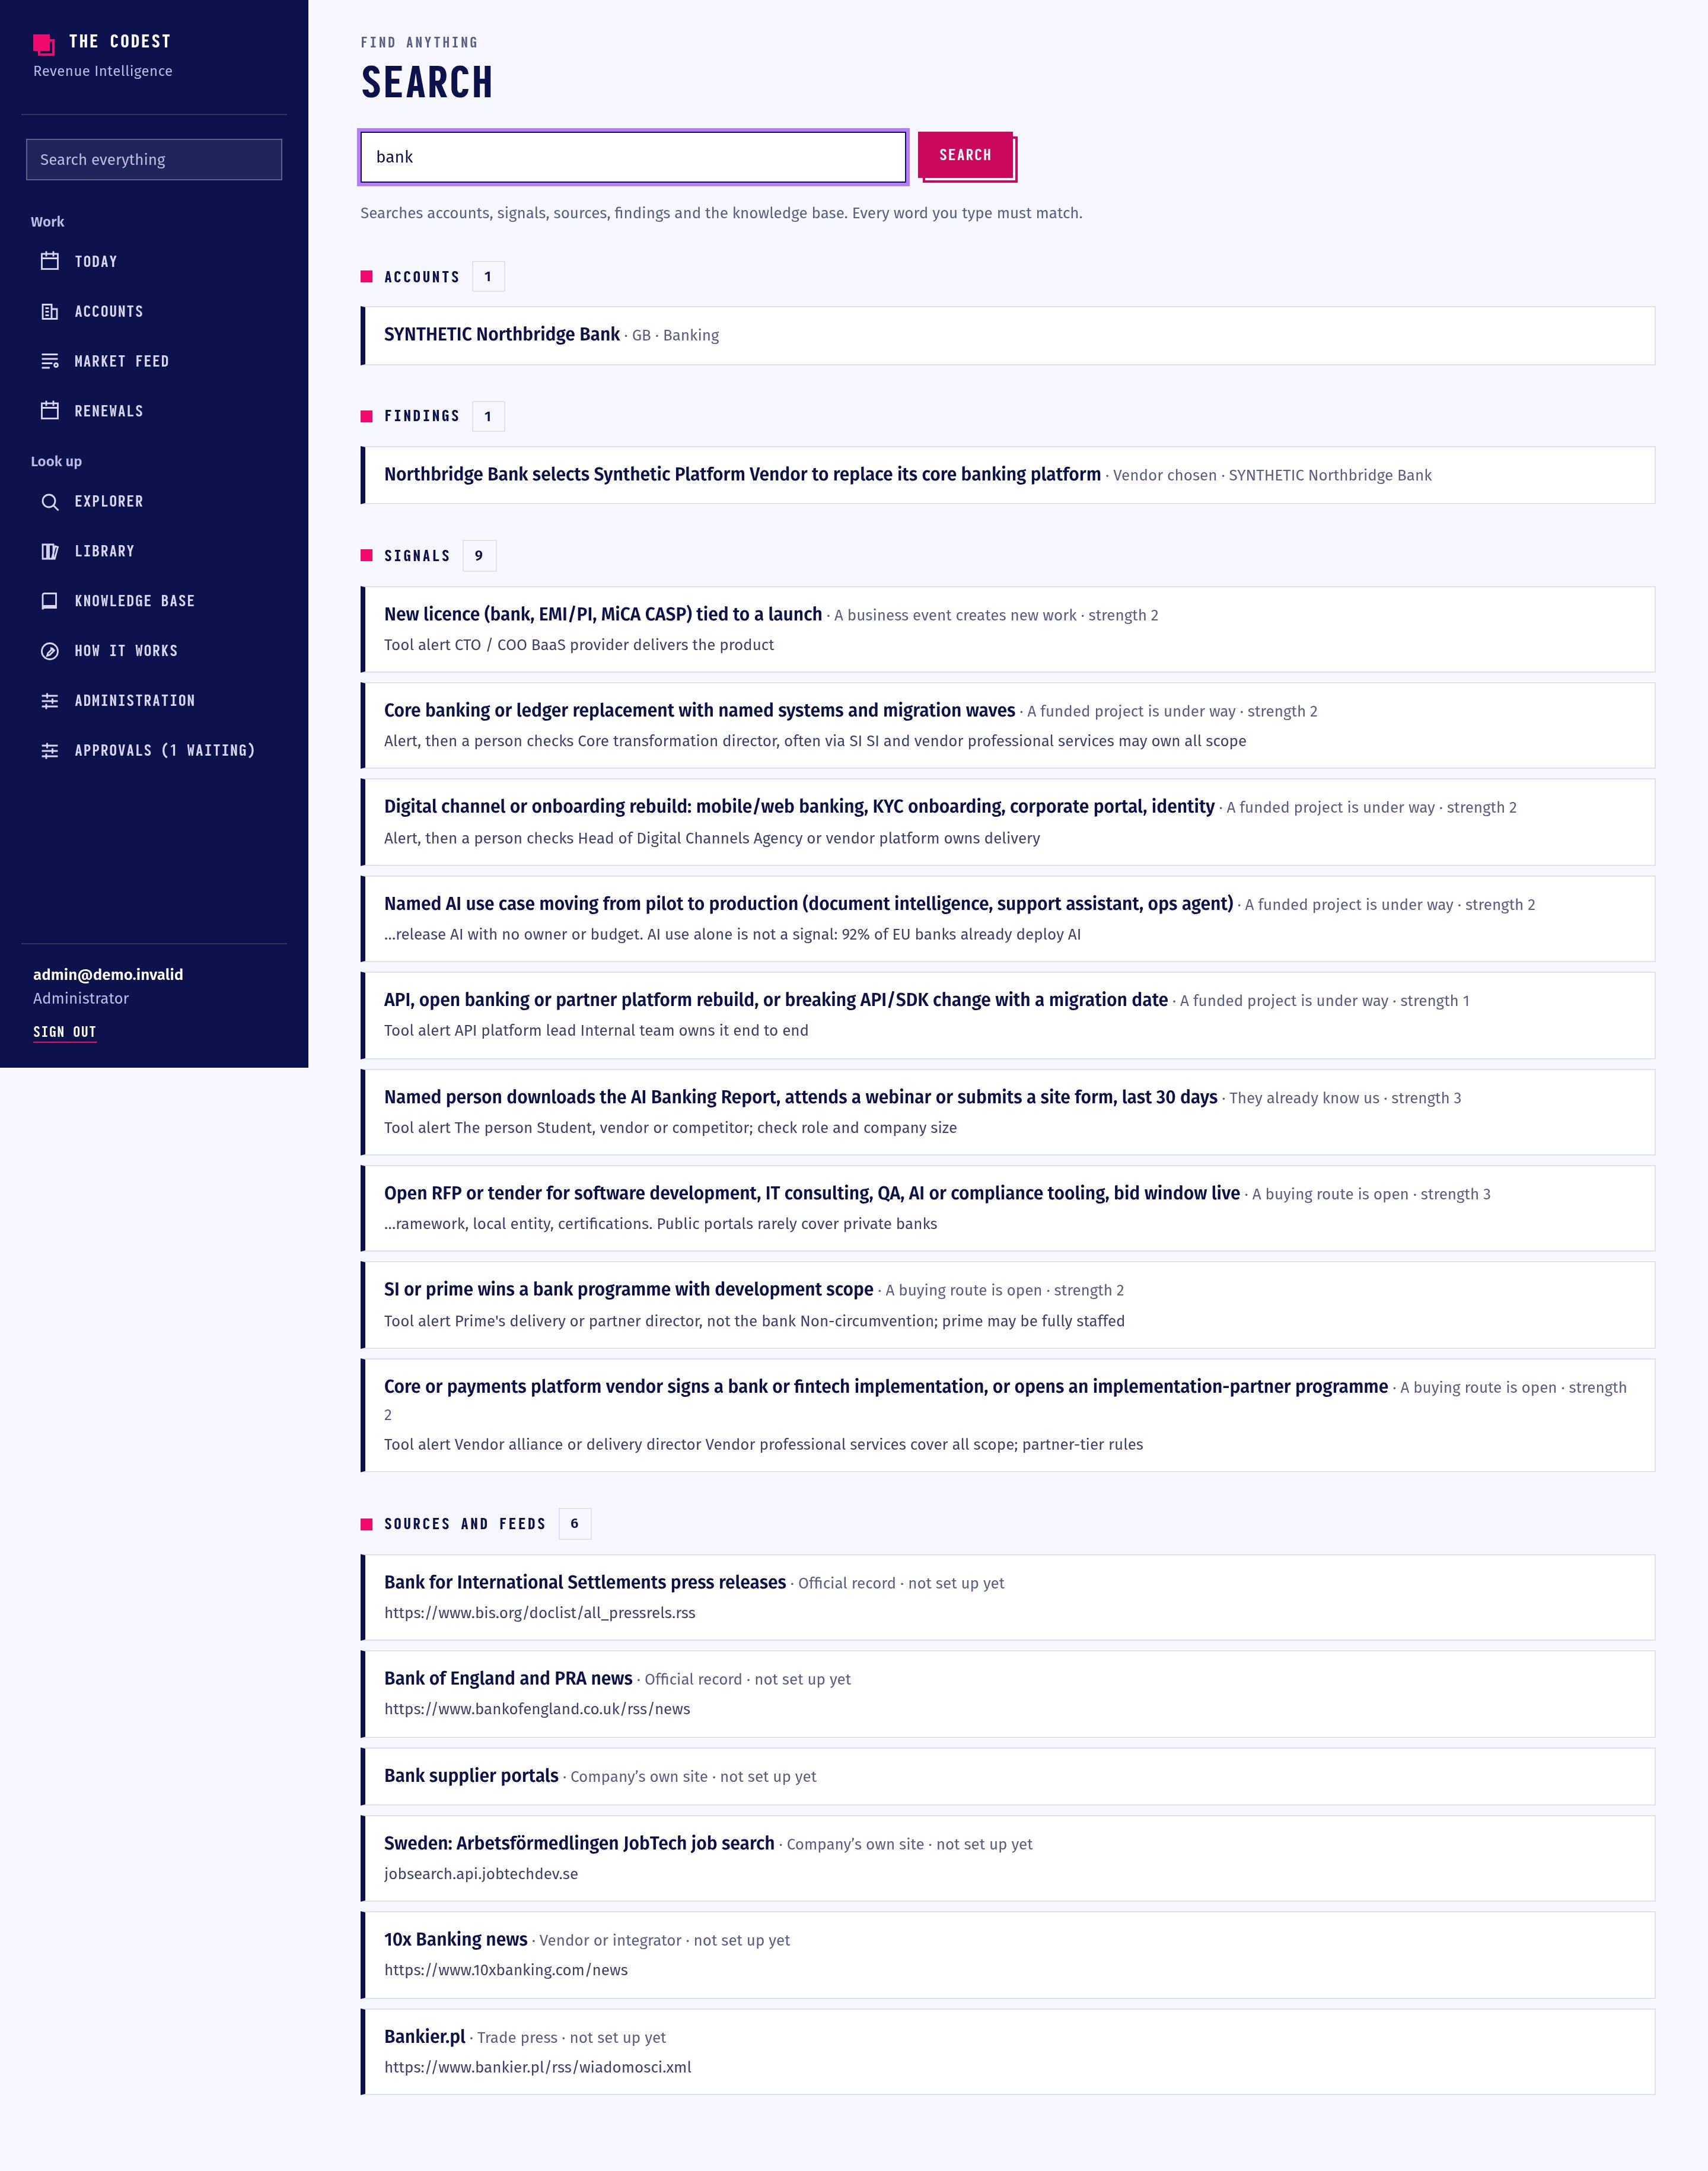 THE CODEST
Revenue Intelligence
Search everything
Work
TODAY
ACCOUNTS
MARKET FEED
RENEWALS
Look up
EXPLORER
LIBRARY
KNOWLEDGE BASE
HOW IT WORKS
ADMINISTRATION
APPROVALS (1 WAITING)
admin@demo.invalid
Administrator
SIGN OUT
FIND ANYTHING
SEARCH
bank
SEARCH
Searches accounts, signals, sources, findings and the knowledge base. Every word you type must match.
ACCOUNTS 1
SYNTHETIC Northbridge Bank · GB · Banking
FINDINGS 1
Northbridge Bank selects Synthetic Platform Vendor to replace its core banking platform · Vendor chosen · SYNTHETIC Northbridge Bank
SIGNALS 9
New licence (bank, EMI/PI, MiCA CASP) tied to a launch · A business event creates new work · strength 2
Tool alert CTO / COO BaaS provider delivers the product
Core banking or ledger replacement with named systems and migration waves · A funded project is under way · strength 2
Alert, then a person checks Core transformation director, often via SI SI and vendor professional services may own all scope
Digital channel or onboarding rebuild: mobile/web banking, KYC onboarding, corporate portal, identity · A funded project is under way · strength 2
Alert, then a person checks Head of Digital Channels Agency or vendor platform owns delivery
Named AI use case moving from pilot to production (document intelligence, support assistant, ops agent) · A funded project is under way · strength 2
…release AI with no owner or budget. AI use alone is not a signal: 92% of EU banks already deploy AI
API, open banking or partner platform rebuild, or breaking API/SDK change with a migration date · A funded project is under way · strength 1
Tool alert API platform lead Internal team owns it end to end
Named person downloads the AI Banking Report, attends a webinar or submits a site form, last 30 days · They already know us · strength 3
Tool alert The person Student, vendor or competitor; check role and company size
Open RFP or tender for software development, IT consulting, QA, AI or compliance tooling, bid window live · A buying route is open · strength 3
…ramework, local entity, certifications. Public portals rarely cover private banks
SI or prime wins a bank programme with development scope · A buying route is open · strength 2
Tool alert Prime's delivery or partner director, not the bank Non-circumvention; prime may be fully staffed
Core or payments platform vendor signs a bank or fintech implementation, or opens an implementation-partner programme · A buying route is open · strength
2
Tool alert Vendor alliance or delivery director Vendor professional services cover all scope; partner-tier rules
SOURCES AND FEEDS 6
Bank for International Settlements press releases · Official record · not set up yet
https://www.bis.org/doclist/all_pressrels.rss
Bank of England and PRA news · Official record · not set up yet
https://www.bankofengland.co.uk/rss/news
Bank supplier portals · Company’s own site · not set up yet
Sweden: Arbetsförmedlingen JobTech job search · Company’s own site · not set up yet
jobsearch.api.jobtechdev.se
10x Banking news · Vendor or integrator · not set up yet
https://www.10xbanking.com/news
Bankier.pl · Trade press · not set up yet
https://www.bankier.pl/rss/wiadomosci.xml